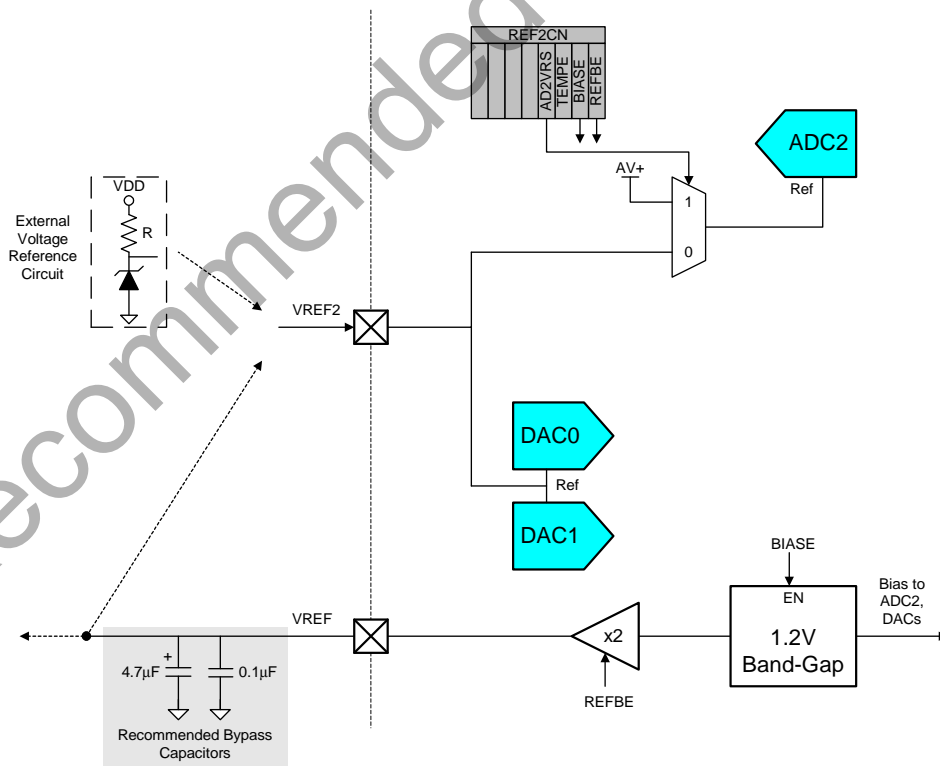 REF2CN
AD2VRS
TEMPE
BIASE
REFBE
ADC2
Ref
AV+
1
0
VDD
R
External
Voltage
Reference
Circuit
VREF2
DAC0
Ref
DAC1
BIASE
EN
1.2V
Band-Gap
Bias to
ADC2,
DACs
x2
REFBE
VREF
+
4.7µF
0.1µF
Recommended Bypass
Capacitors
ecommended